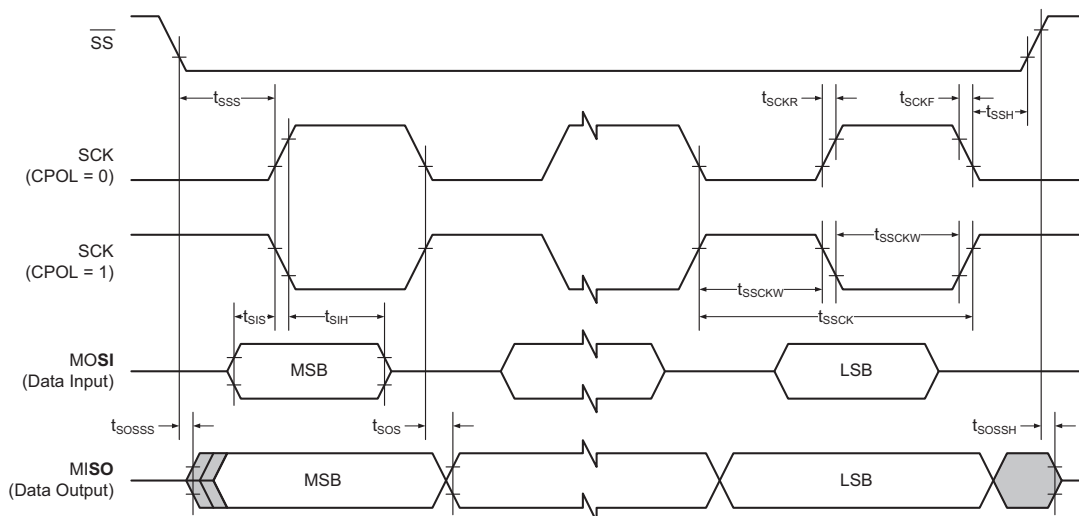 SS
tSSS
tSCKR
tSCKF
tSSH
SCK
(CPOL = 0)
SCK
(CPOL = 1)
tSSCKW
tSSCKW
tSSCK
tSIS
tSIH
MOSI
(Data Input)
MSB
LSB
tSOSSS
tSOS
tSOSSH
MISO
(Data Output)
MSB
LSB